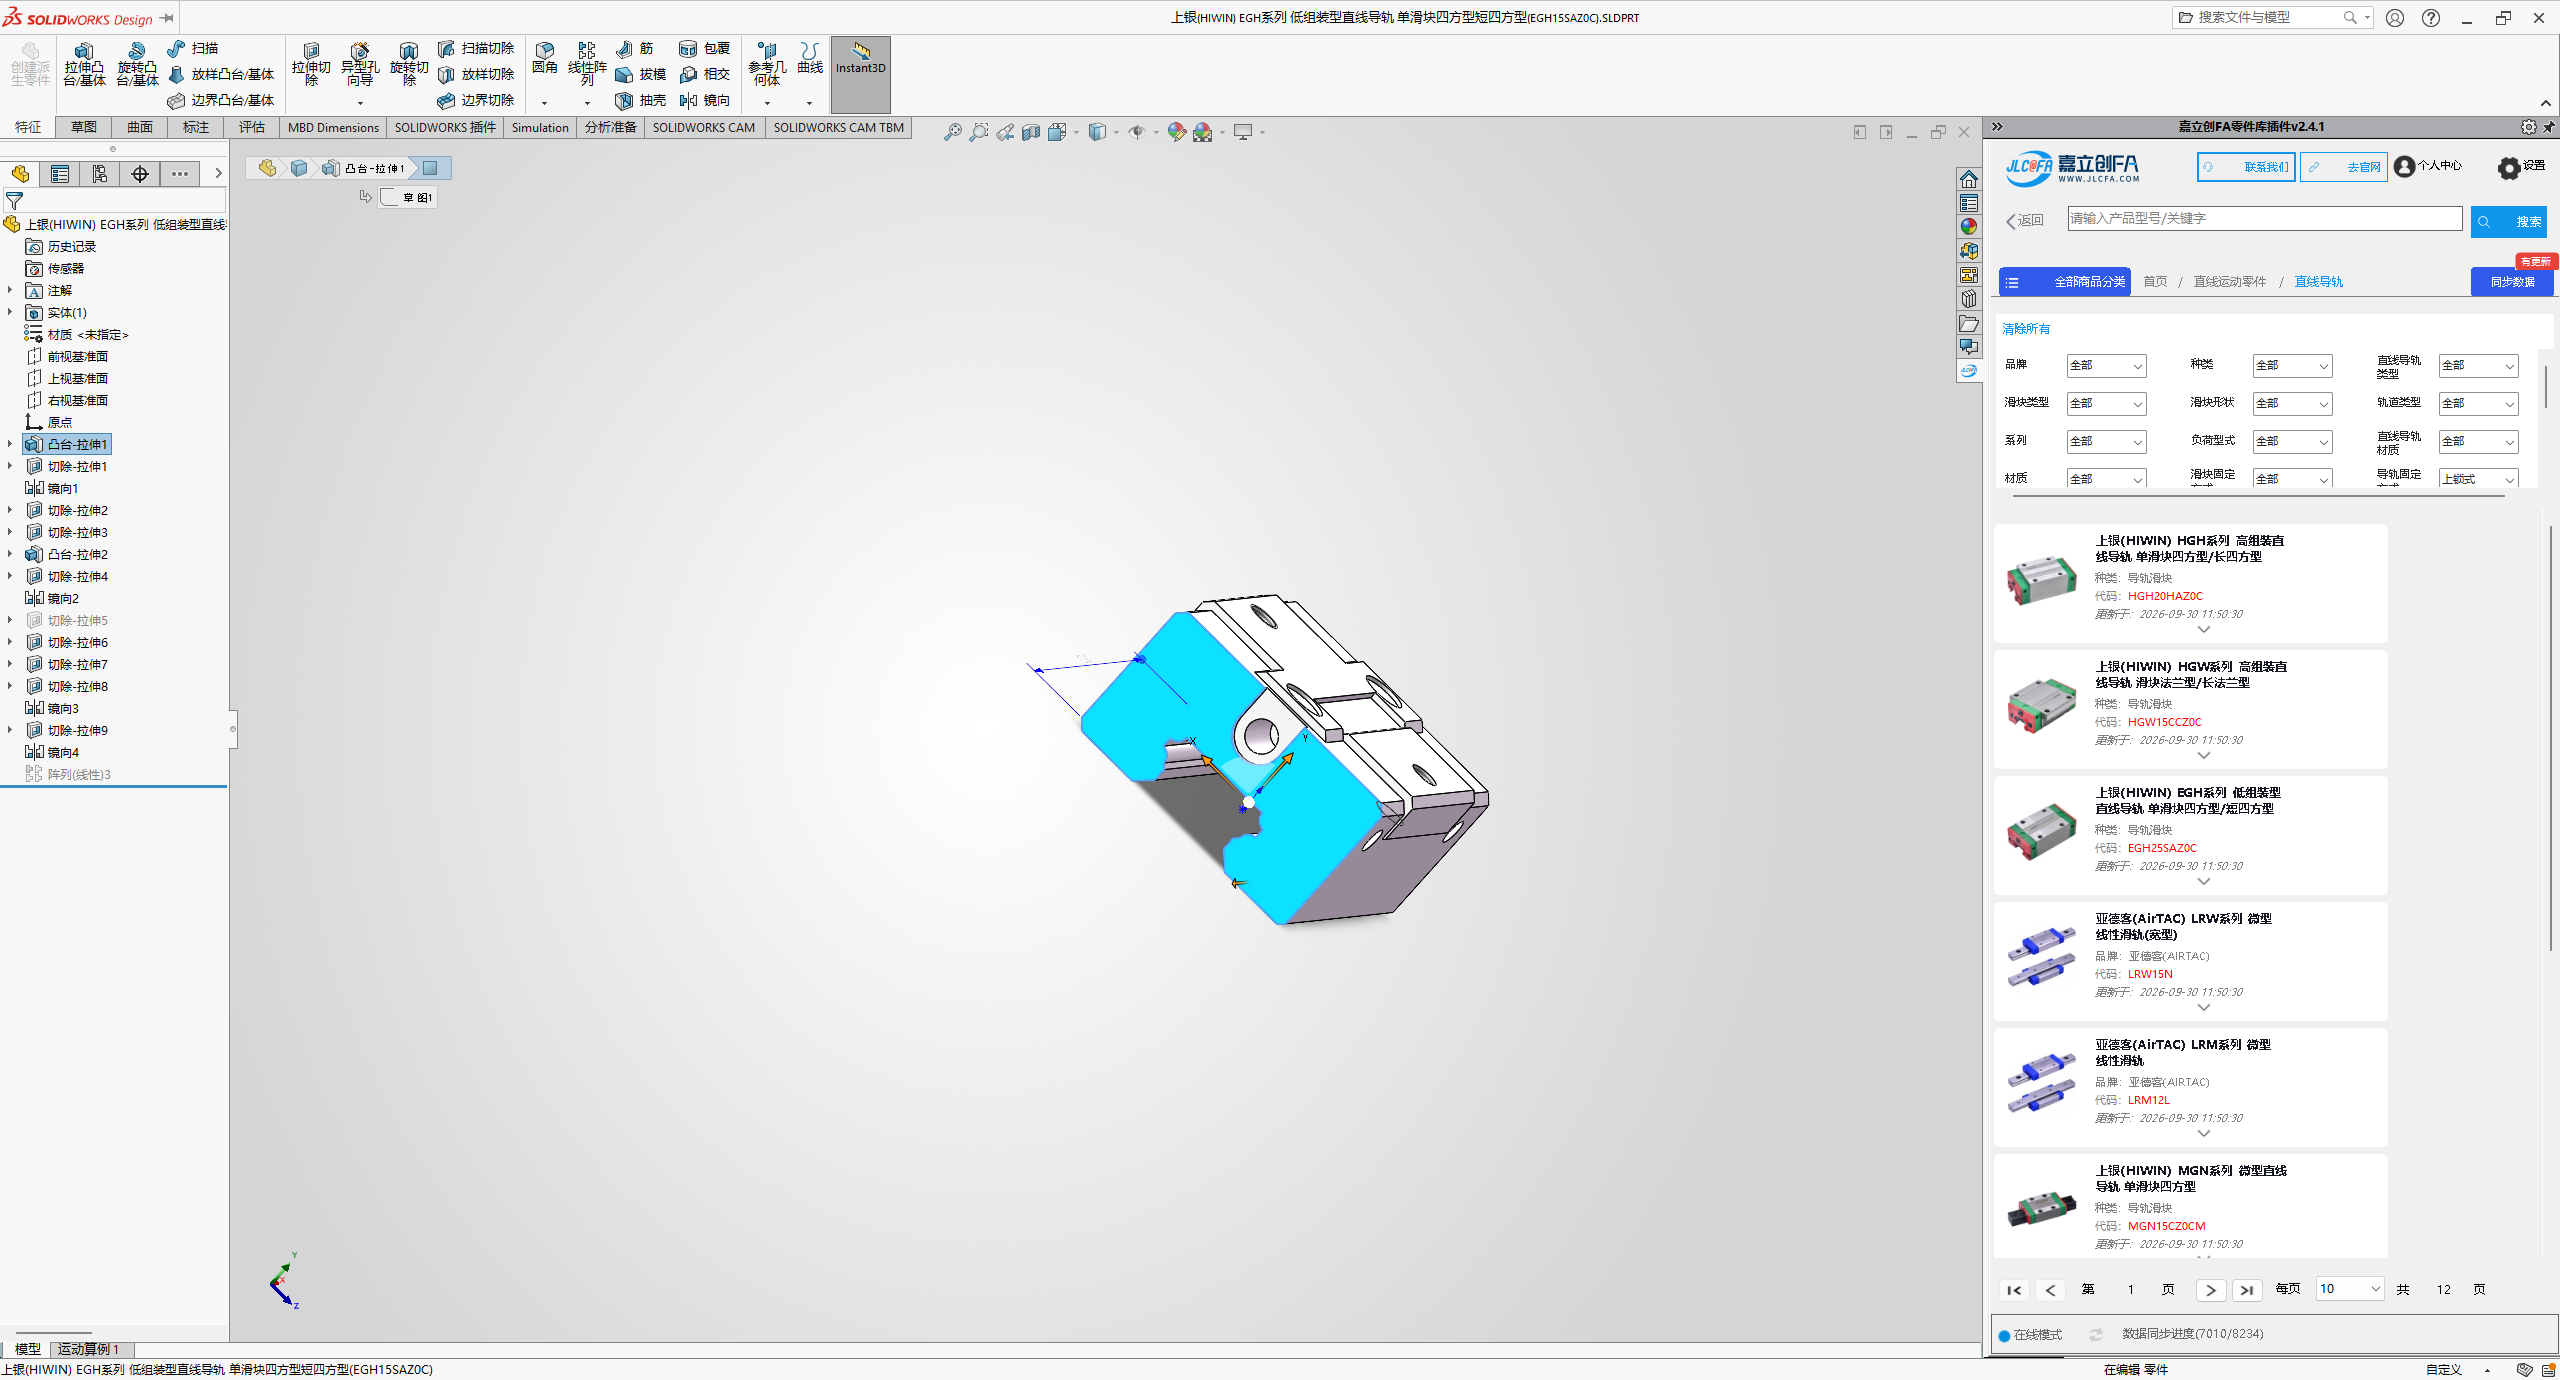 SOLIDWORKS Design
上银(HIWIN) EGH系列 低组装型直线导轨 单滑块四方型短四方型(EGH15SAZ0C).SLDPRT
搜索文件与模型
创建派生零件
拉伸凸台/基体
旋转凸台/基体
扫描
放样凸台/基体
边界凸台/基体
拉伸切除
异型孔向导
旋转切除
扫描切除
放样切除
边界切除
圆角
线性阵列
筋
拔模
抽壳
包覆
相交
镜向
参考几何体
曲线
Instant3D
特征
草图
曲面
标注
评估
MBD Dimensions
SOLIDWORKS 插件
Simulation
分析准备
SOLIDWORKS CAM
SOLIDWORKS CAM TBM
凸台-拉伸1
草图1
上银(HIWIN) EGH系列 低组装型直线
历史记录
传感器
注解
实体(1)
材质 <未指定>
前视基准面
上视基准面
右视基准面
原点
凸台-拉伸1
切除-拉伸1
镜向1
切除-拉伸2
切除-拉伸3
凸台-拉伸2
切除-拉伸4
镜向2
切除-拉伸5
切除-拉伸6
切除-拉伸7
切除-拉伸8
镜向3
切除-拉伸9
镜向4
阵列(线性)3
X
Y
Y
X
Z
嘉立创FA零件库插件v2.4.1
JLC@FA 嘉立创FA
WWW.JLCFA.COM
联系我们
去官网
个人中心
设置
返回
请输入产品型号/关键字
搜索
有更新
全部商品分类
首页 / 直线运动零件 / 直线导轨
同步数据
清除所有
品牌 全部 种类 全部 直线导轨类型 全部
滑块类型 全部 滑块形状 全部 轨道类型 全部
系列 全部 负荷型式 全部 直线导轨材质 全部
材质 全部 滑块固定 全部 导轨固定 上锁式
上银(HIWIN) HGH系列 高组装直
线导轨 单滑块四方型/长四方型
种类: 导轨滑块
代码: HGH20HAZ0C
更新于: 2026-09-30 11:50:30
上银(HIWIN) HGW系列 高组装直
线导轨 滑块法兰型/长法兰型
种类: 导轨滑块
代码: HGW15CCZ0C
更新于: 2026-09-30 11:50:30
上银(HIWIN) EGH系列 低组装型
直线导轨 单滑块四方型/短四方型
种类: 导轨滑块
代码: EGH25SAZ0C
更新于: 2026-09-30 11:50:30
亚德客(AirTAC) LRW系列 微型
线性滑轨(宽型)
品牌: 亚德客(AIRTAC)
代码: LRW15N
更新于: 2026-09-30 11:50:30
亚德客(AirTAC) LRM系列 微型
线性滑轨
品牌: 亚德客(AIRTAC)
代码: LRM12L
更新于: 2026-09-30 11:50:30
上银(HIWIN) MGN系列 微型直线
导轨 单滑块四方型
种类: 导轨滑块
代码: MGN15CZ0CM
更新于: 2026-09-30 11:50:30
第 1 页 每页 10 共 12 页
在线模式 数据同步进度(7010/8234)
模型
运动算例 1
上银(HIWIN) EGH系列 低组装型直线导轨 单滑块四方型短四方型(EGH15SAZ0C)
在编辑 零件
自定义